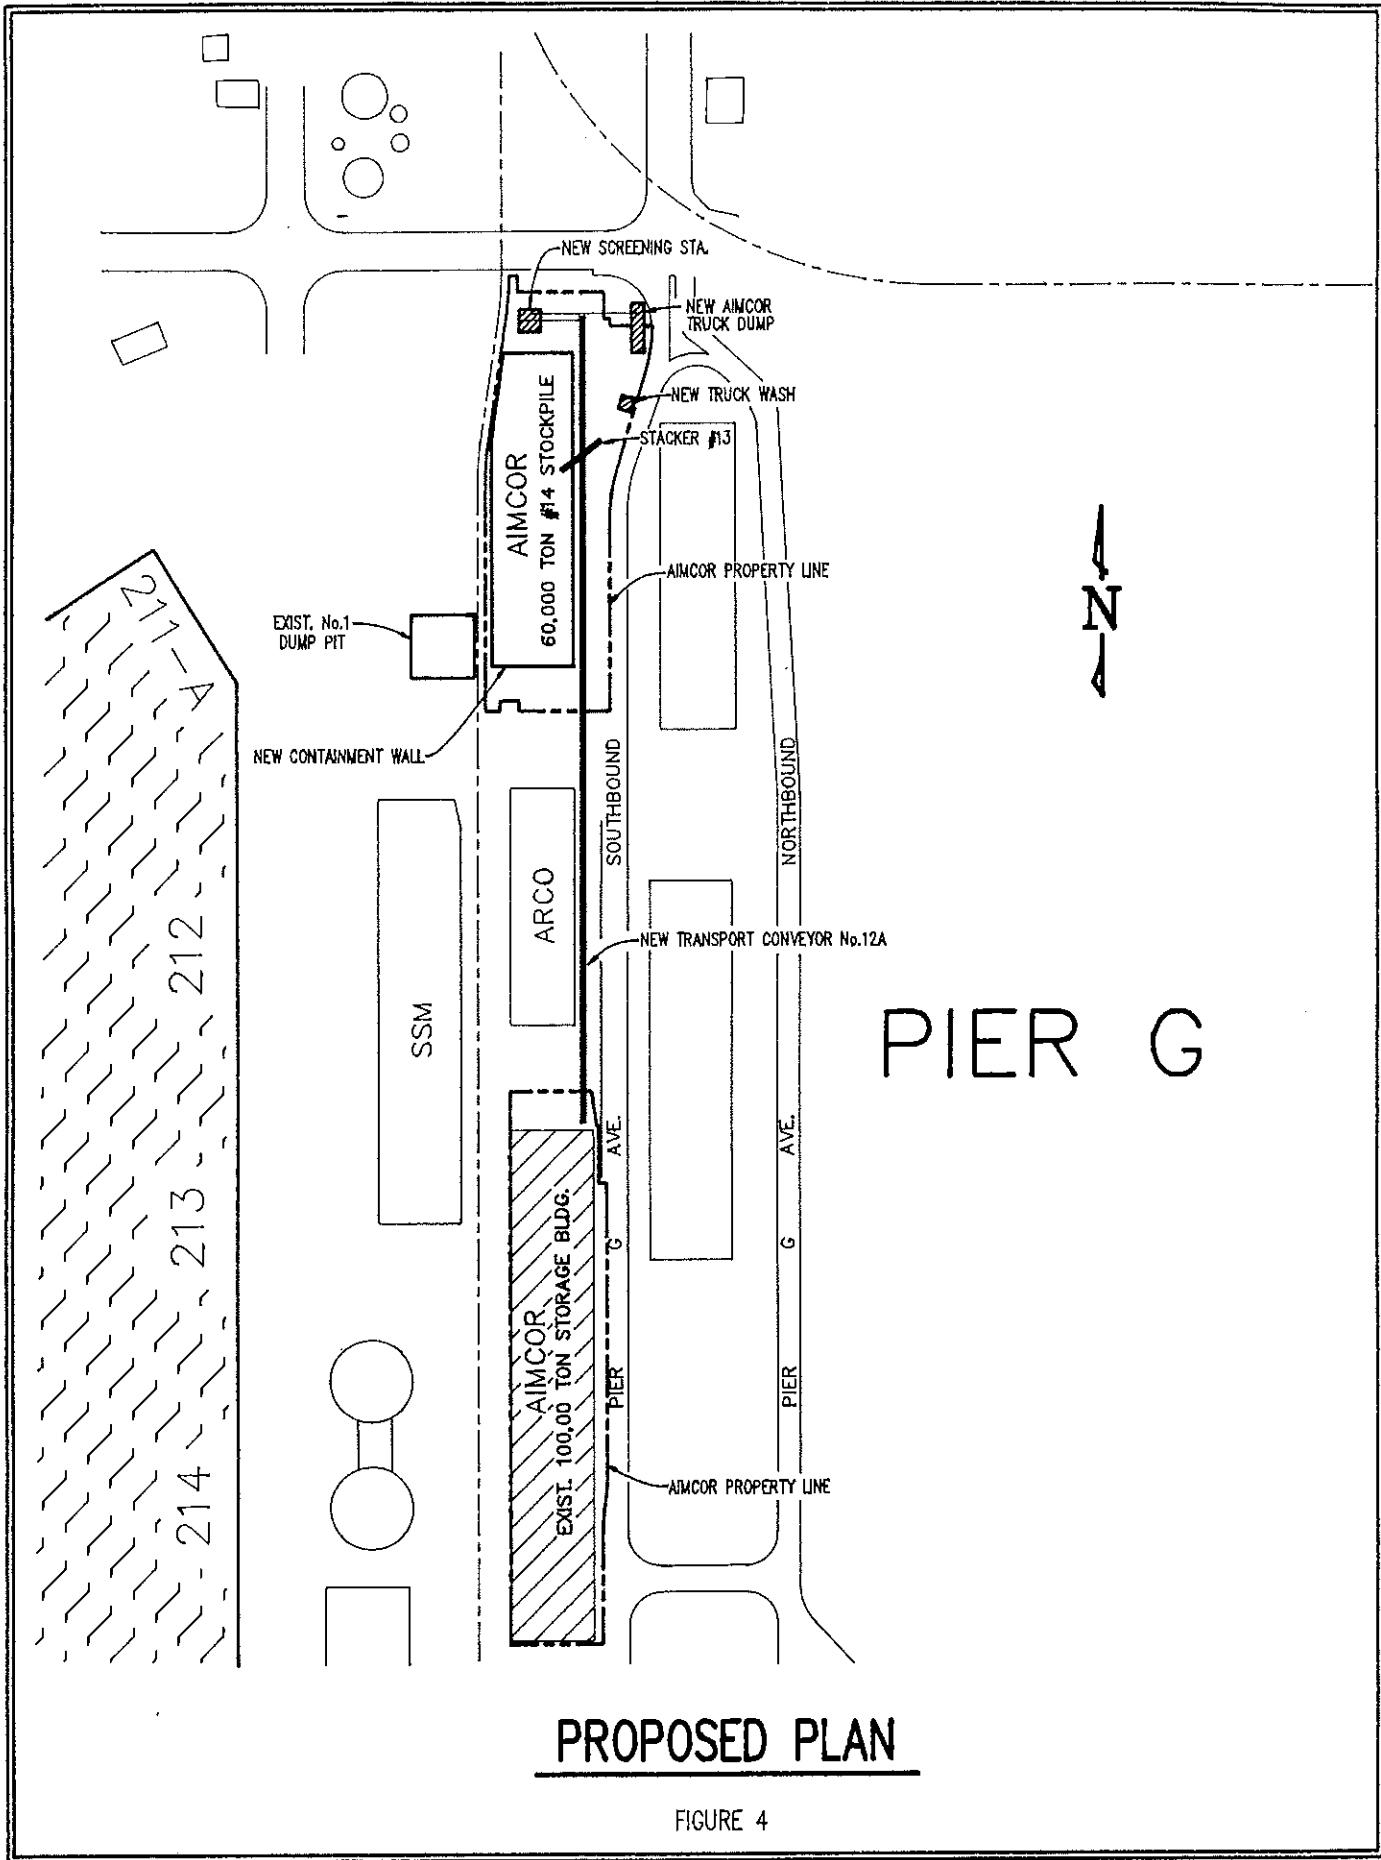 NEW SCREENING STA.
NEW AIMCOR
TRUCK DUMP
NEW TRUCK WASH
STACKER #13
AIMCOR
60,000 TON #14 STOCKPILE
AIMCOR PROPERTY LINE
N
211-A
EXIST. No.1
DUMP PIT
NEW CONTAINMENT WALL
SOUTHBOUND
NORTHBOUND
212
ARCO
NEW TRANSPORT CONVEYOR No.12A
SSM
PIER G
213
PIER G AVE.
PIER G AVE.
AIMCOR
EXIST. 100,00 TON STORAGE BLDG.
214
AIMCOR PROPERTY LINE
PROPOSED PLAN
FIGURE 4